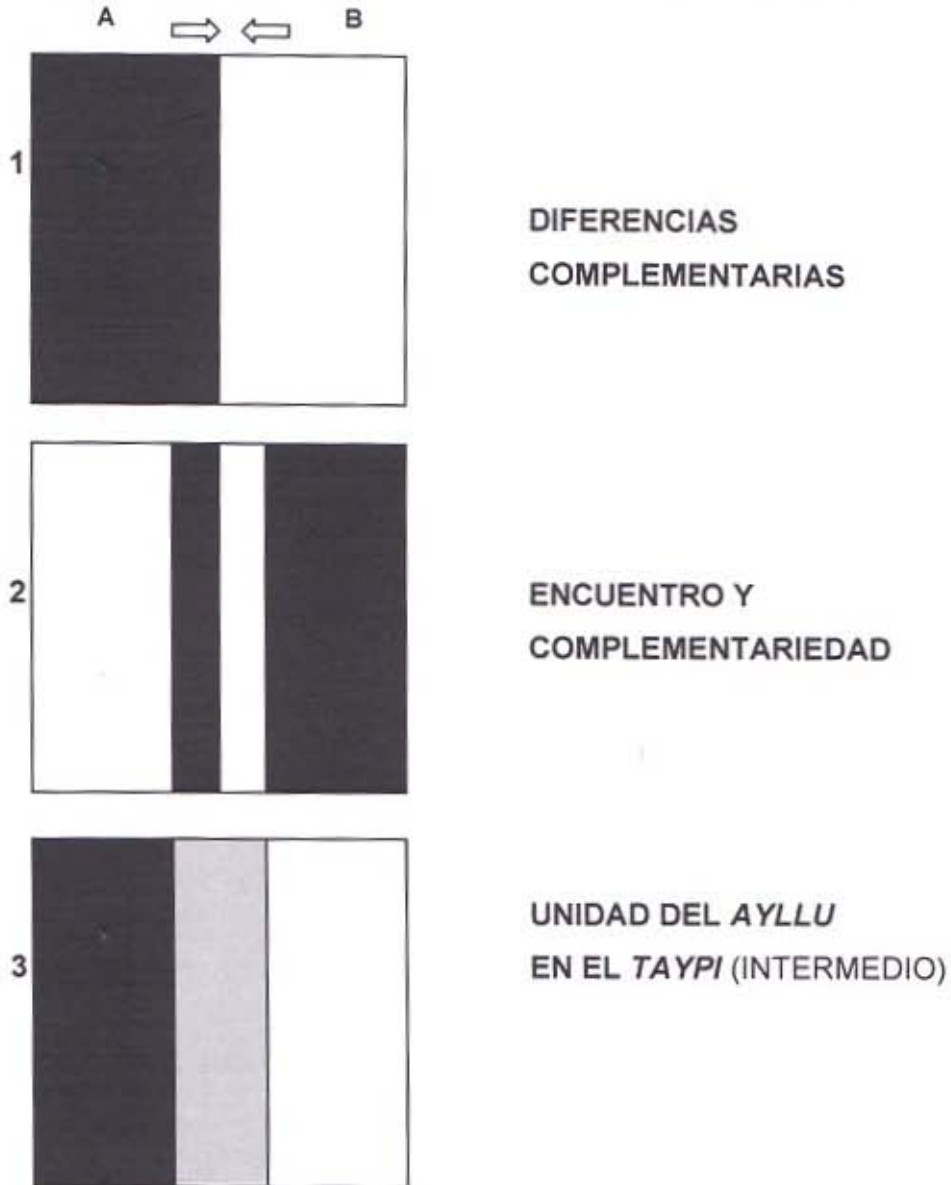 A B
1
DIFERENCIAS
COMPLEMENTARIAS
2
ENCUENTRO Y
COMPLEMENTARIEDAD
3
UNIDAD DEL AYLLU
EN EL TAYPI (INTERMEDIO)